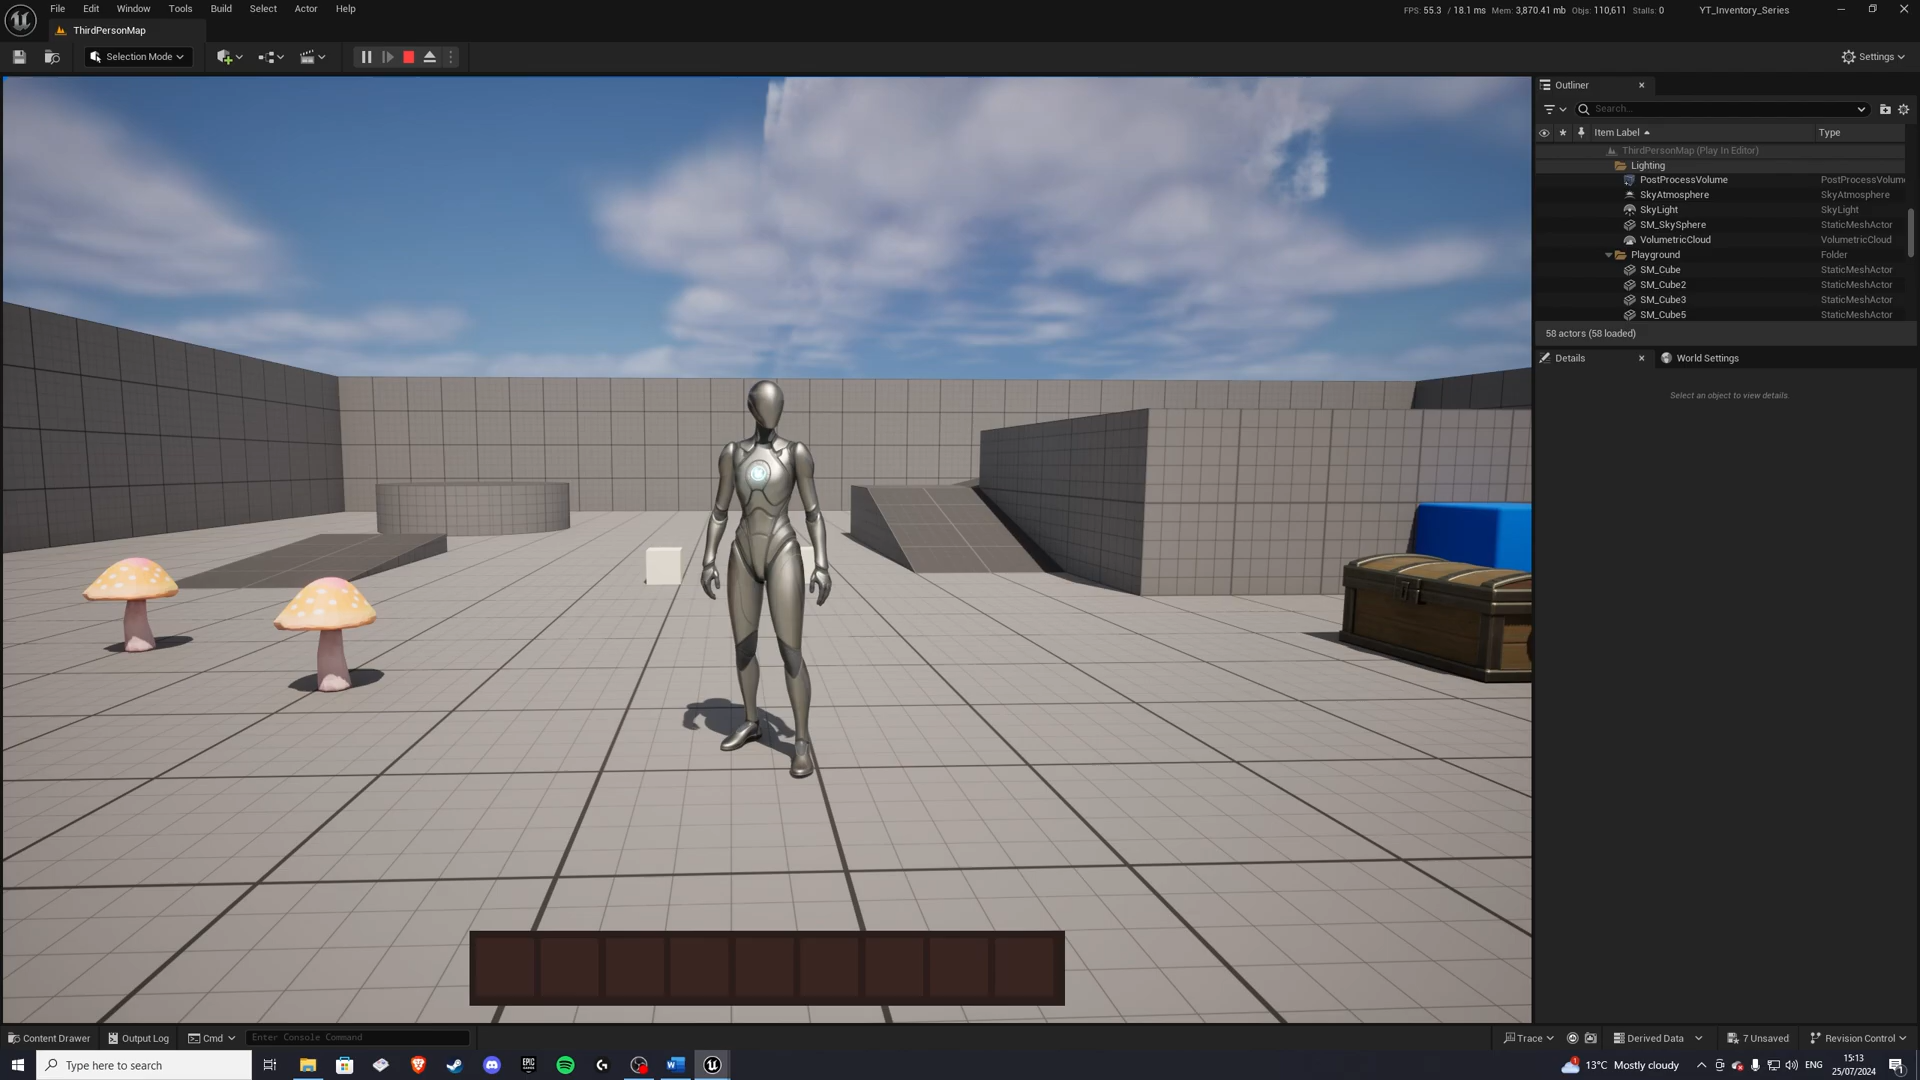 File Edit Window Tools Build Select Actor Help
FPS: 55.3 / 18.1 ms Mem: 3,870.41 mb Objs: 110,611 Stalls: 0 YT_Inventory_Series
ThirdPersonMap
Selection Mode
Settings
Outliner
Search...
Item Label Type
ThirdPersonMap (Play In Editor)
Lighting
PostProcessVolume PostProcessVolum
SkyAtmosphere SkyAtmosphere
SkyLight SkyLight
SM_SkySphere StaticMeshActor
VolumetricCloud VolumetricCloud
Playground Folder
SM_Cube StaticMeshActor
SM_Cube2 StaticMeshActor
SM_Cube3 StaticMeshActor
SM_Cube5 StaticMeshActor
58 actors (58 loaded)
Details World Settings
Select an object to view details.
Content Drawer Output Log Cmd Enter Console Command
Trace Derived Data 7 Unsaved Revision Control
Type here to search
EPIC GAMES
W
13°C Mostly cloudy
ENG
15:13
25/07/2024